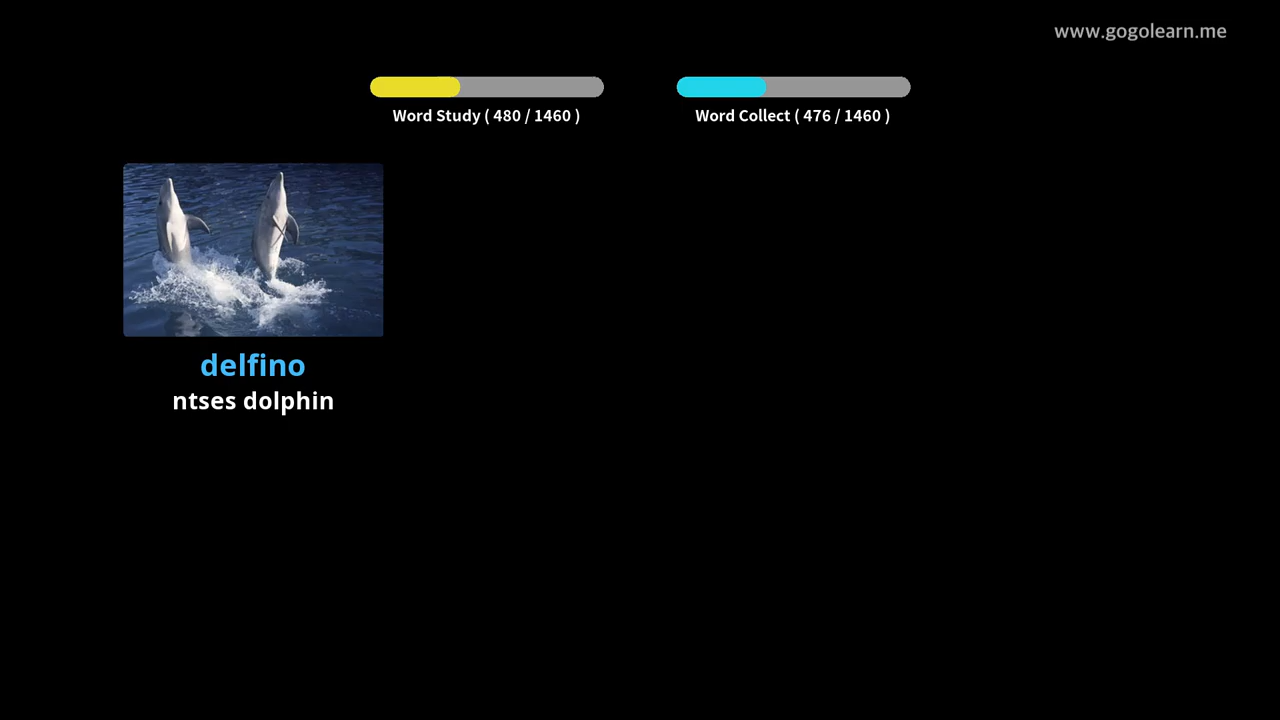 www.gogolearn.me
Word Study ( 480 / 1460 )
Word Collect ( 476 / 1460 )
delfino
ntses dolphin